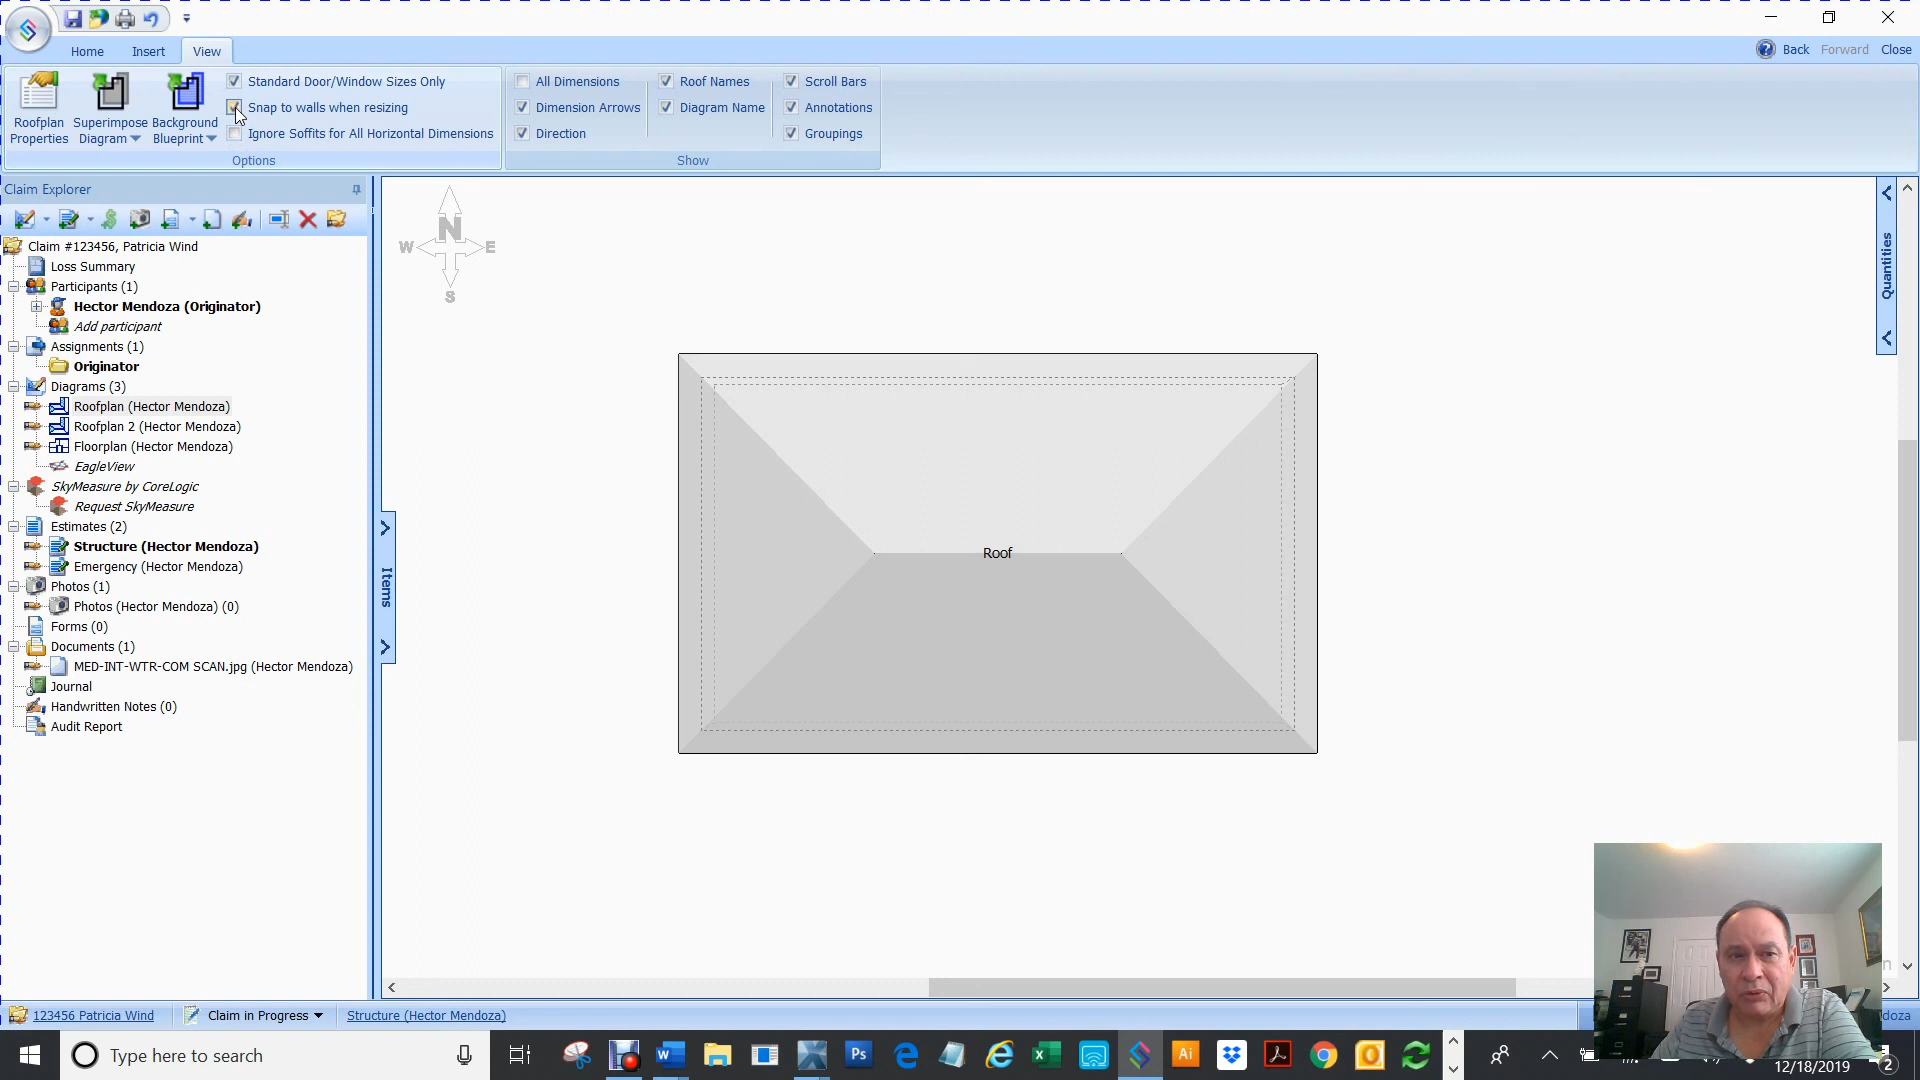 Home Insert View
Back Forward Close
Roofplan Properties
Superimpose Diagram
Background Blueprint
Standard Door/Window Sizes Only
Snap to walls when resizing
Ignore Soffits for All Horizontal Dimensions
Options
All Dimensions
Dimension Arrows
Direction
Roof Names
Diagram Name
Scroll Bars
Annotations
Groupings
Show
Claim Explorer
Claim #123456, Patricia Wind
Loss Summary
Participants (1)
Hector Mendoza (Originator)
Add participant
Assignments (1)
Originator
Diagrams (3)
Roofplan (Hector Mendoza)
Roofplan 2 (Hector Mendoza)
Floorplan (Hector Mendoza)
EagleView
SkyMeasure by CoreLogic
Request SkyMeasure
Estimates (2)
Structure (Hector Mendoza)
Emergency (Hector Mendoza)
Photos (1)
Photos (Hector Mendoza) (0)
Forms (0)
Documents (1)
MED-INT-WTR-COM SCAN.jpg (Hector Mendoza)
Journal
Handwritten Notes (0)
Audit Report
N
W E
S
Items
Roof
Quantities
123456 Patricia Wind
Claim in Progress
Structure (Hector Mendoza)
Type here to search
12/18/2019
2